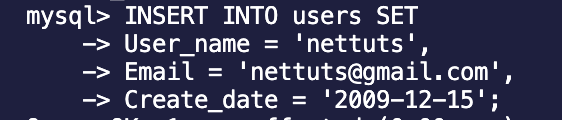 mysql> INSERT INTO users SET
-> User_name = 'nettuts',
-> Email = 'nettuts@gmail.com',
-> Create_date = '2009-12-15';